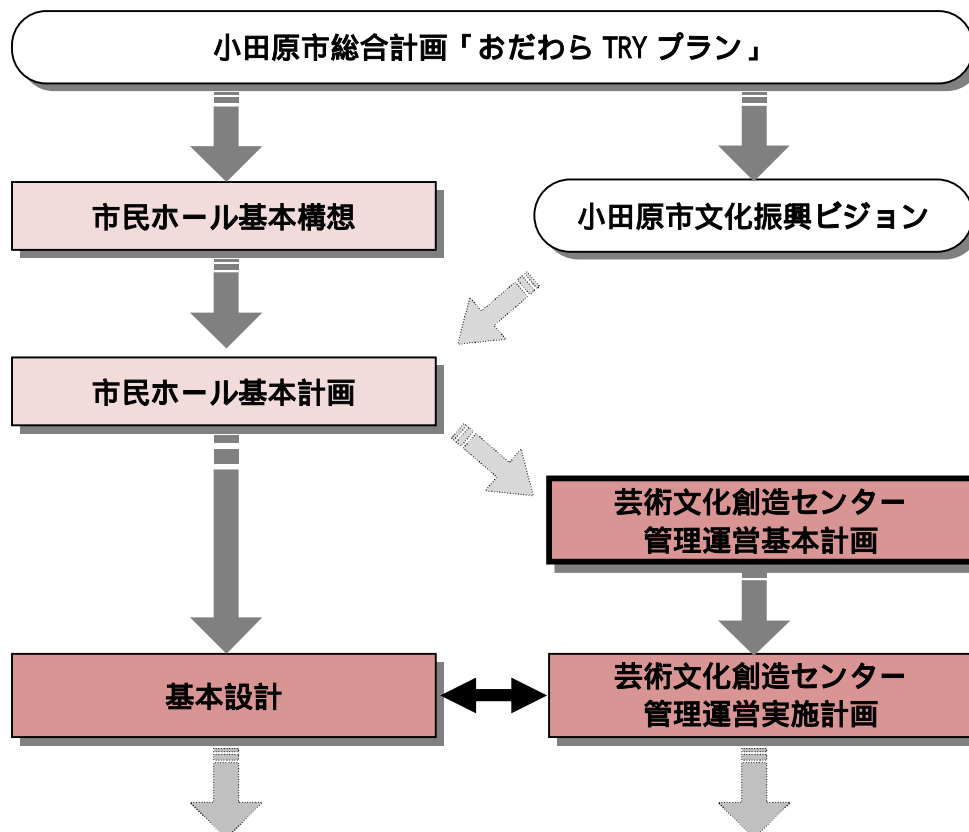 小田原市総合計画「おだわら TRY プラン」
市民ホール基本構想
小田原市文化振興ビジョン
市民ホール基本計画
芸術文化創造センター
管理運営基本計画
基本設計
芸術文化創造センター
管理運営実施計画